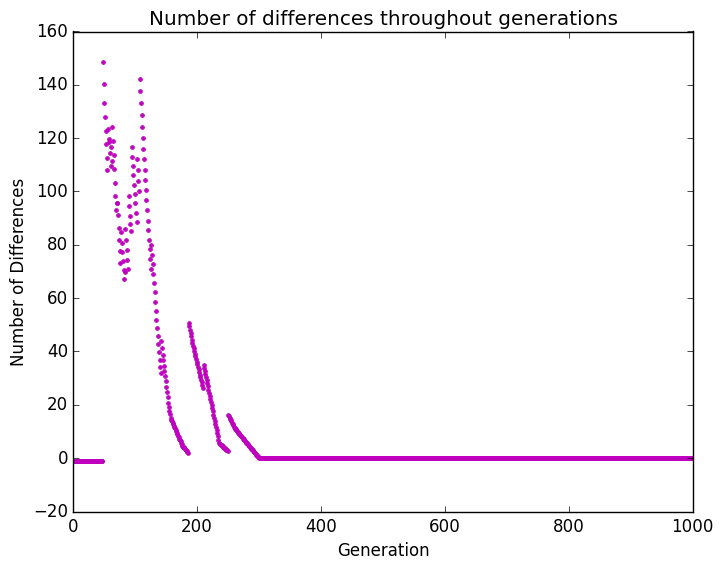 Number of differences throughout generations
160
140
120
100
80
60
40
20
0
−20
Number of Differences
0 200 400 600 800 1000
Generation